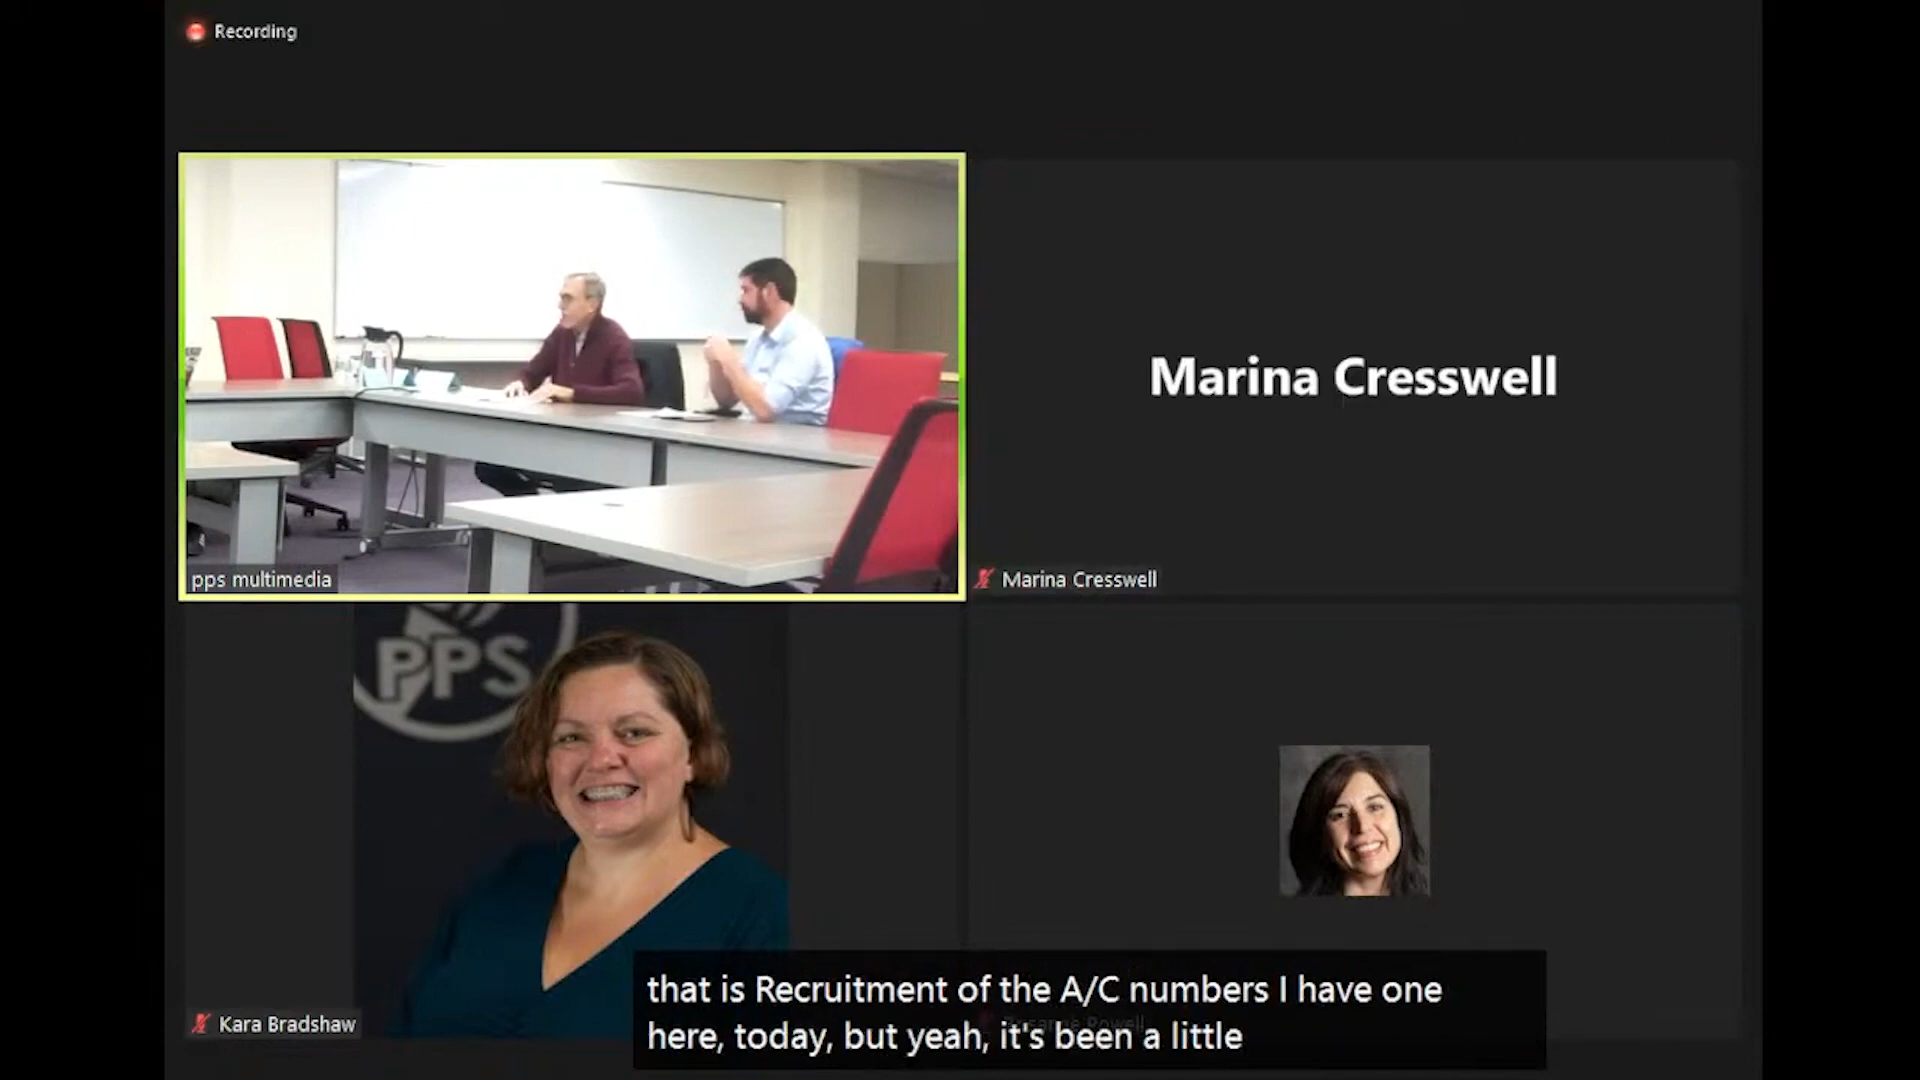 Recording
Marina Cresswell
pps multimedia
Marina Cresswell
PPS
Kara Bradshaw
that is Recruitment of the A/C numbers I have one
here, today, but yeah, it's been a little